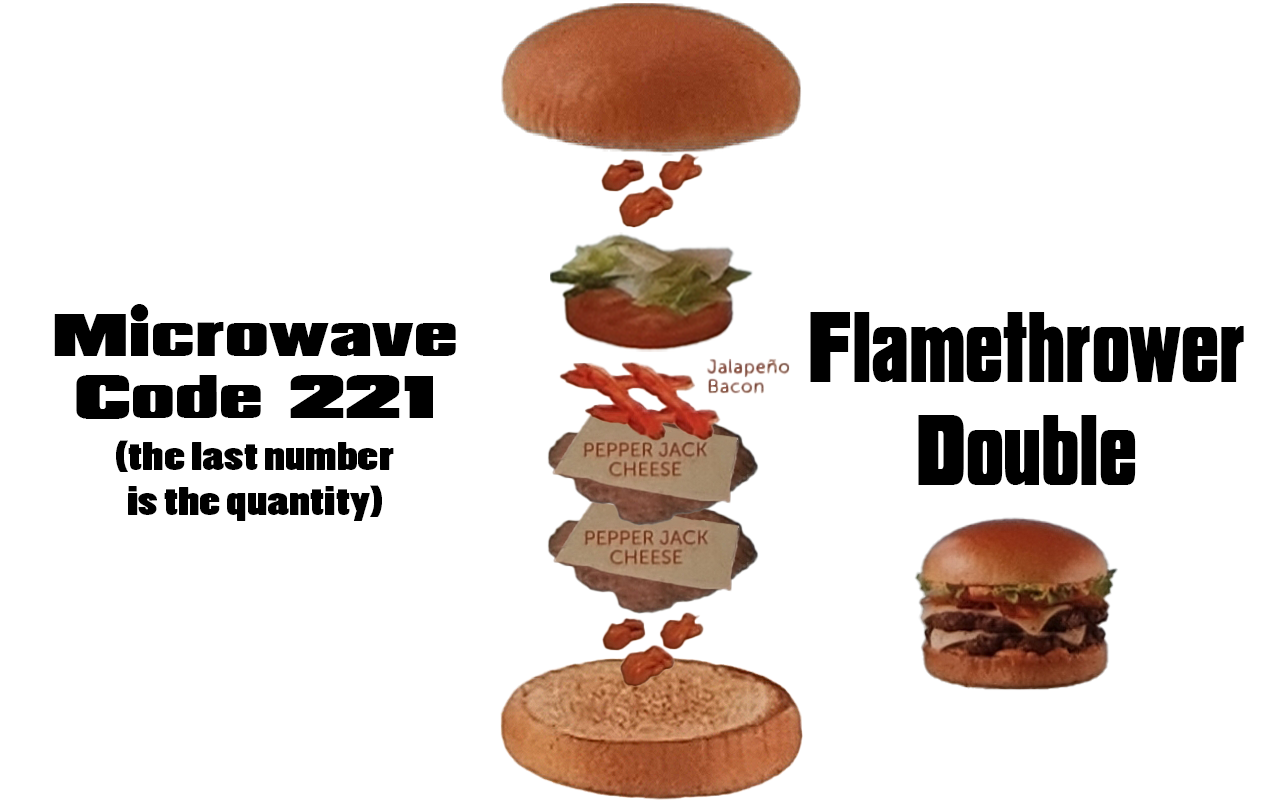 Microwave
Code 221
(the last number
is the quantity)
Jalapeño
Bacon
PEPPER JACK
CHEESE
PEPPER JACK
CHEESE
Flamethrower
Double